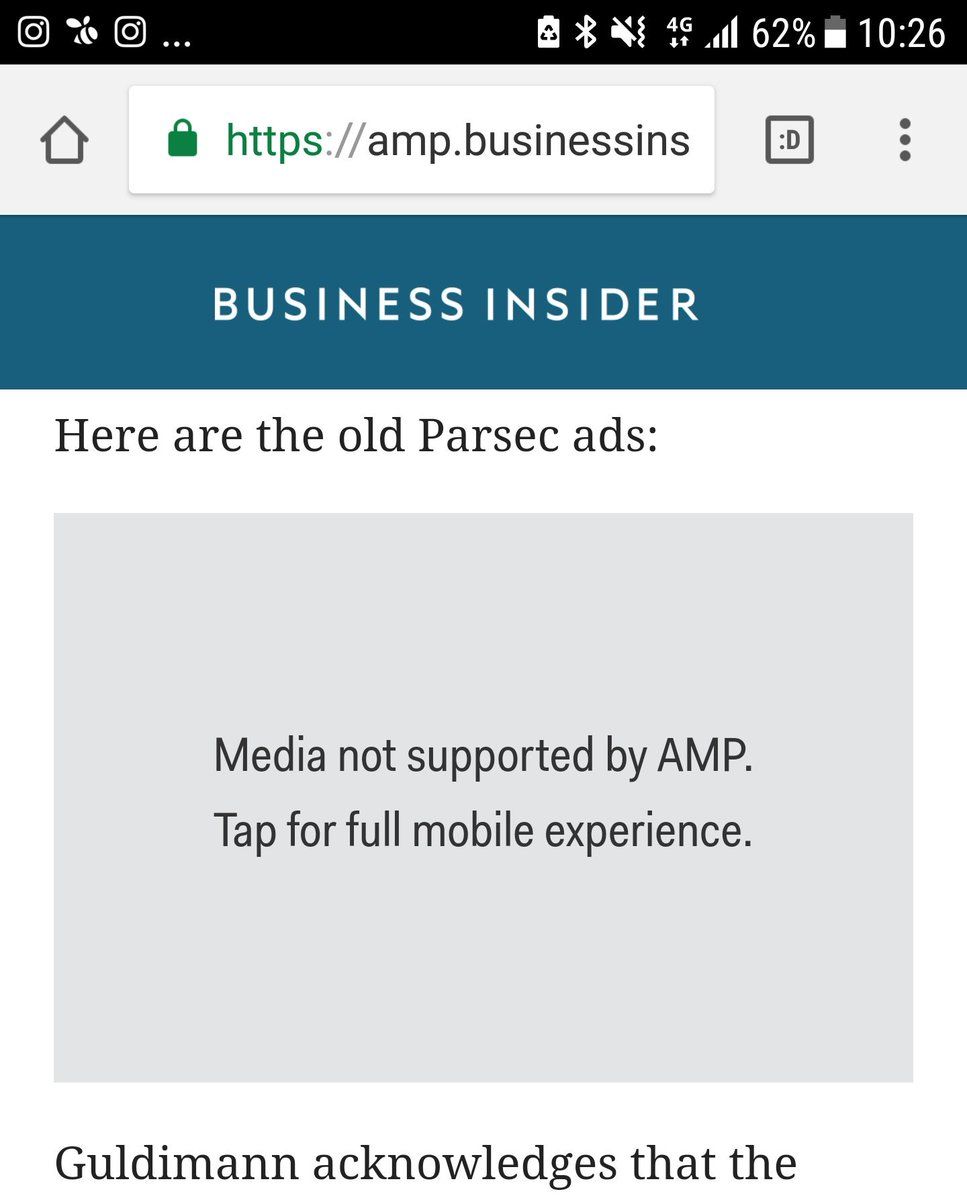 ... 4G 62% 10:26
https://amp.businessins :D
BUSINESS INSIDER
Here are the old Parsec ads:
Media not supported by AMP.
Tap for full mobile experience.
Guldimann acknowledges that the